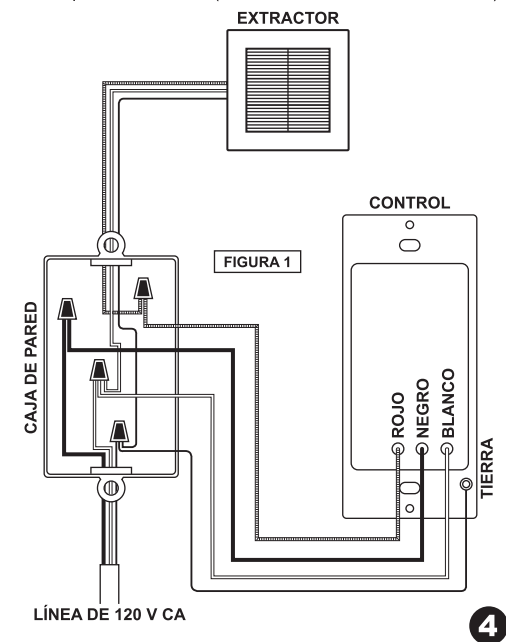 EXTRACTOR
CONTROL
FIGURA 1
CAJA DE PARED
ROJO
NEGRO
BLANCO
TIERRA
LÍNEA DE 120 V CA
4